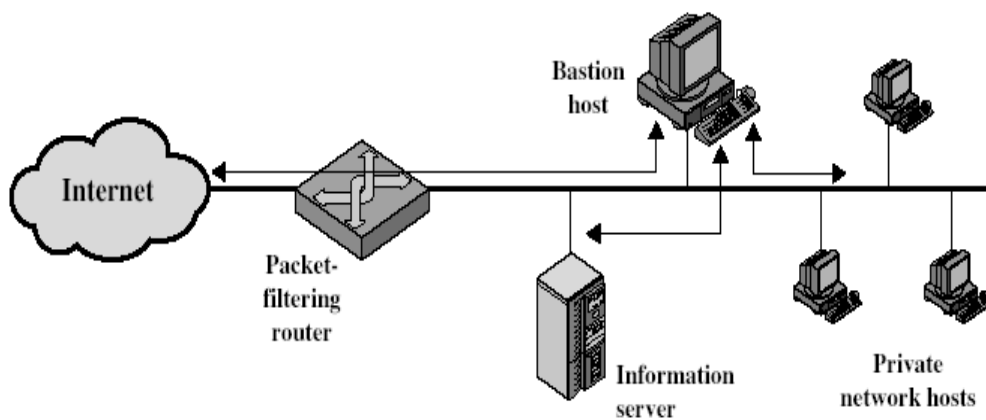 Bastion
host
Internet
Packet-
filtering
router
Information
server
Private
network hosts